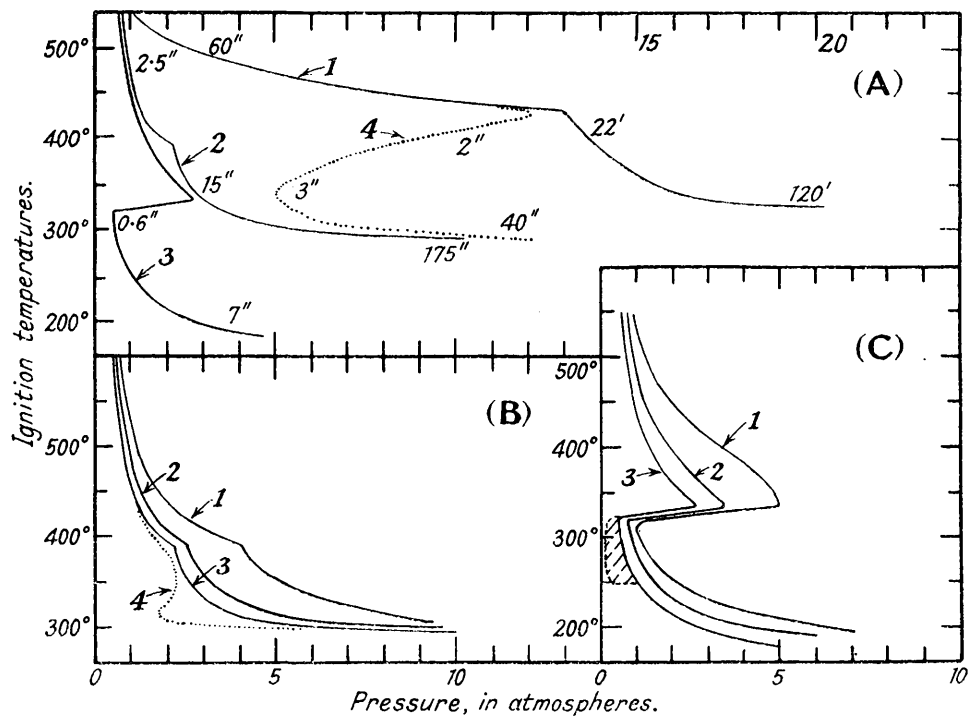 15 20
500° 60″ 1 (A)
2·5″
400° 2 4 2″ 22′
15″ 3″ 120′
300° 0·6″ 40″
175″
3
200° 7″
Ignition temperatures.
(B)
500° 2 1
400° 3
4
300°
0 5 10
500° (C)
400° 1
3 2
300°
200°
0 5 10
Pressure, in atmospheres.